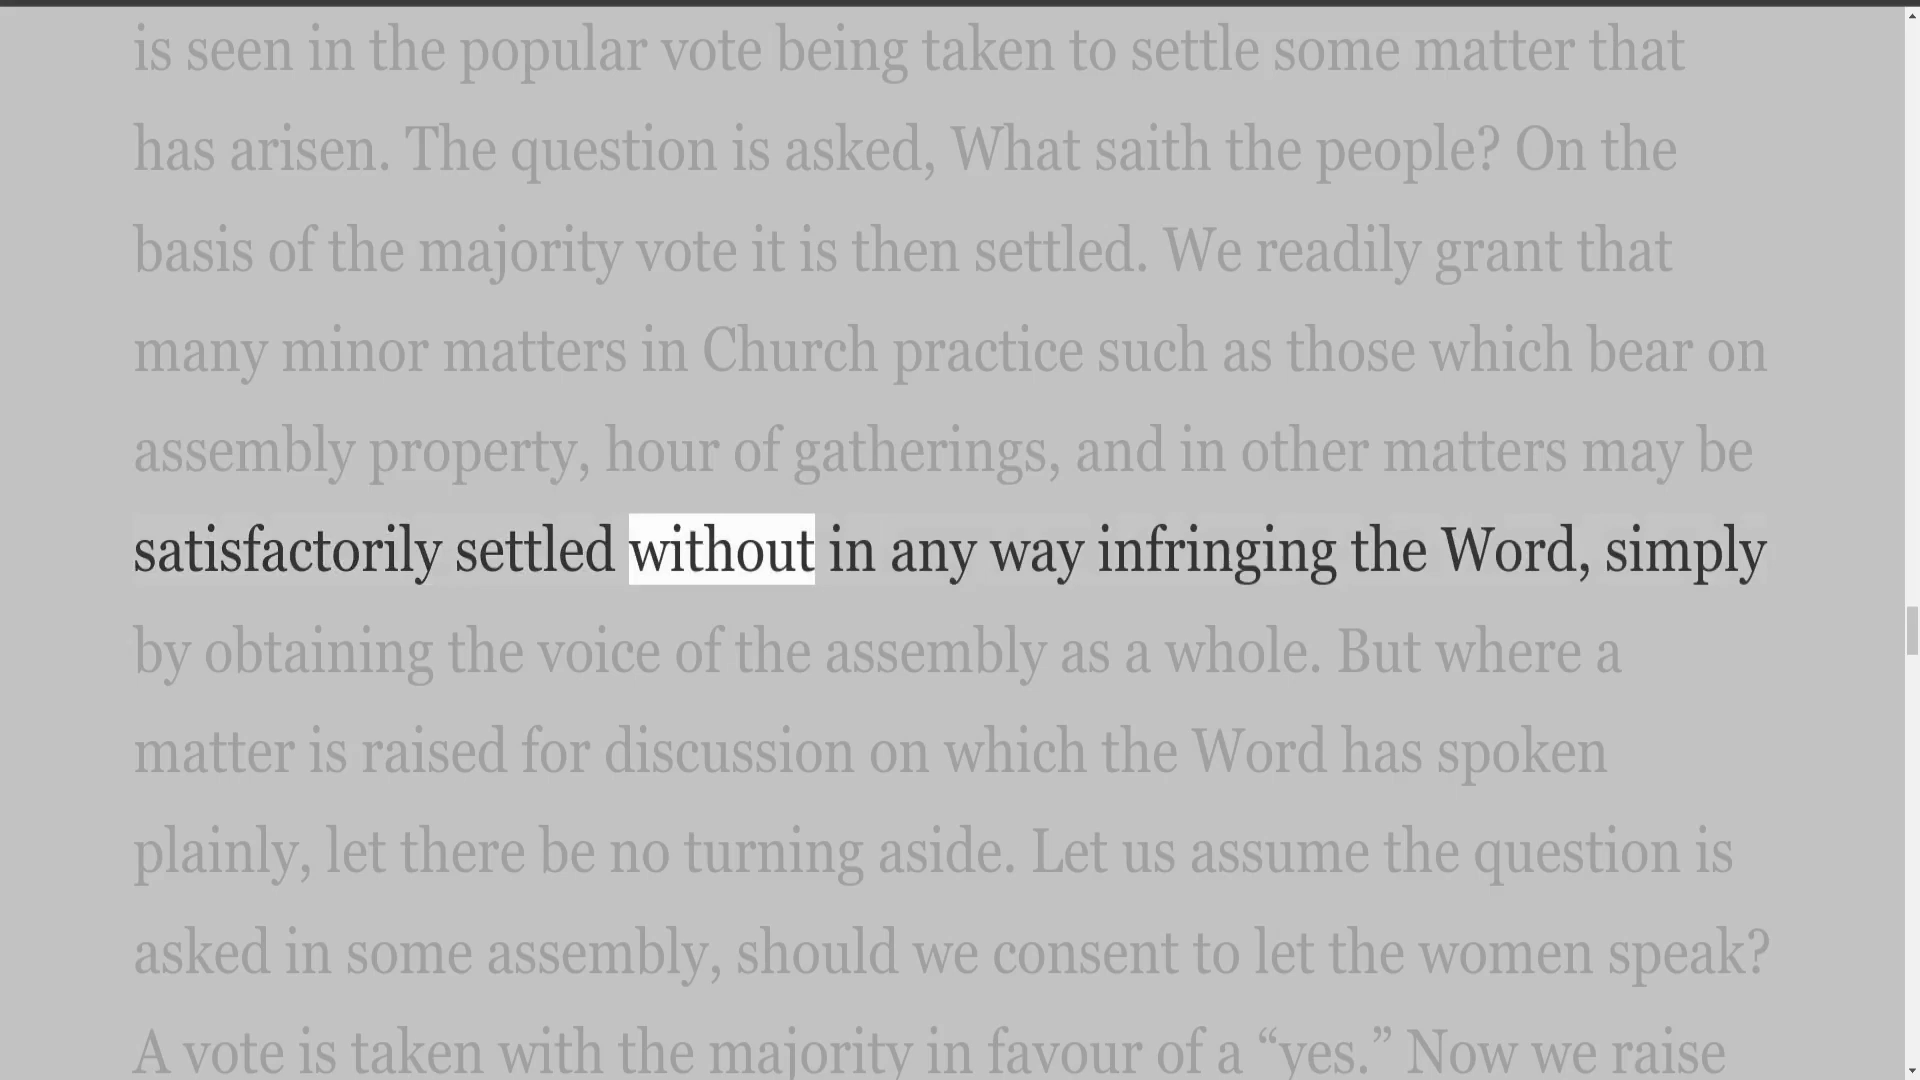 is seen in the popular vote being taken to settle some matter that
has arisen. The question is asked, What saith the people? On the
basis of the majority vote it is then settled. We readily grant that
many minor matters in Church practice such as those which bear on
assembly property, hour of gatherings, and in other matters may be
satisfactorily settled without in any way infringing the Word, simply
by obtaining the voice of the assembly as a whole. But where a
matter is raised for discussion on which the Word has spoken
plainly, let there be no turning aside. Let us assume the question is
asked in some assembly, should we consent to let the women speak?
A vote is taken with the majority in favour of a “yes.” Now we raise